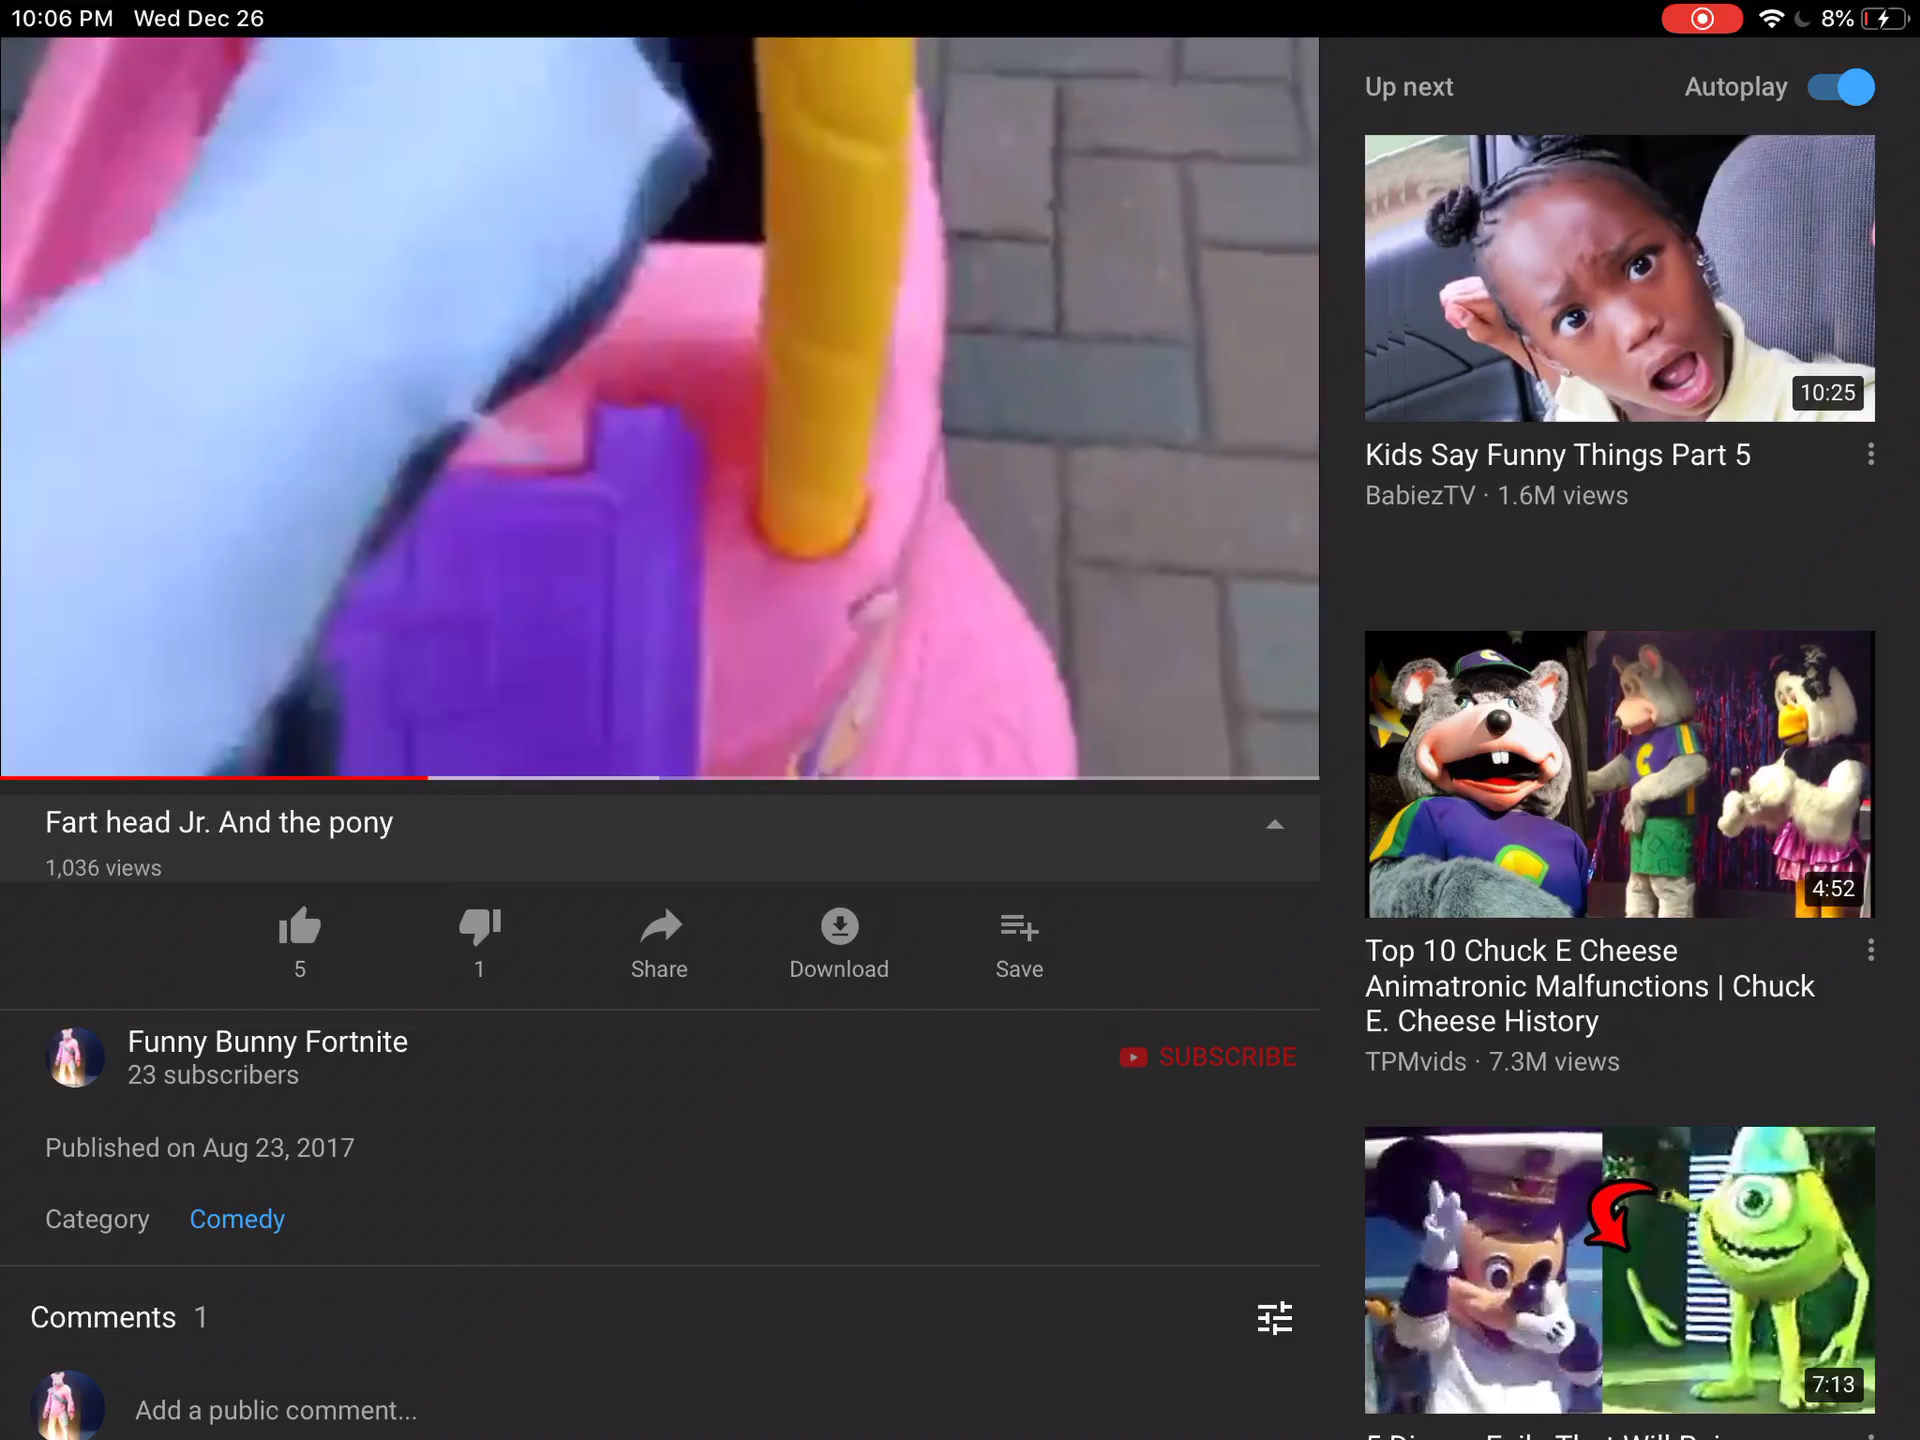 10:06 PM Wed Dec 26
8%
Up next
Autoplay
10:25
Kids Say Funny Things Part 5
BabiezTV · 1.6M views
C
C
4:52
Top 10 Chuck E Cheese
Animatronic Malfunctions | Chuck
E. Cheese History
TPMvids · 7.3M views
7:13
Fart head Jr. And the pony
1,036 views
5
1
Share
Download
Save
Funny Bunny Fortnite
23 subscribers
SUBSCRIBE
Published on Aug 23, 2017
Category Comedy
Comments 1
Add a public comment...